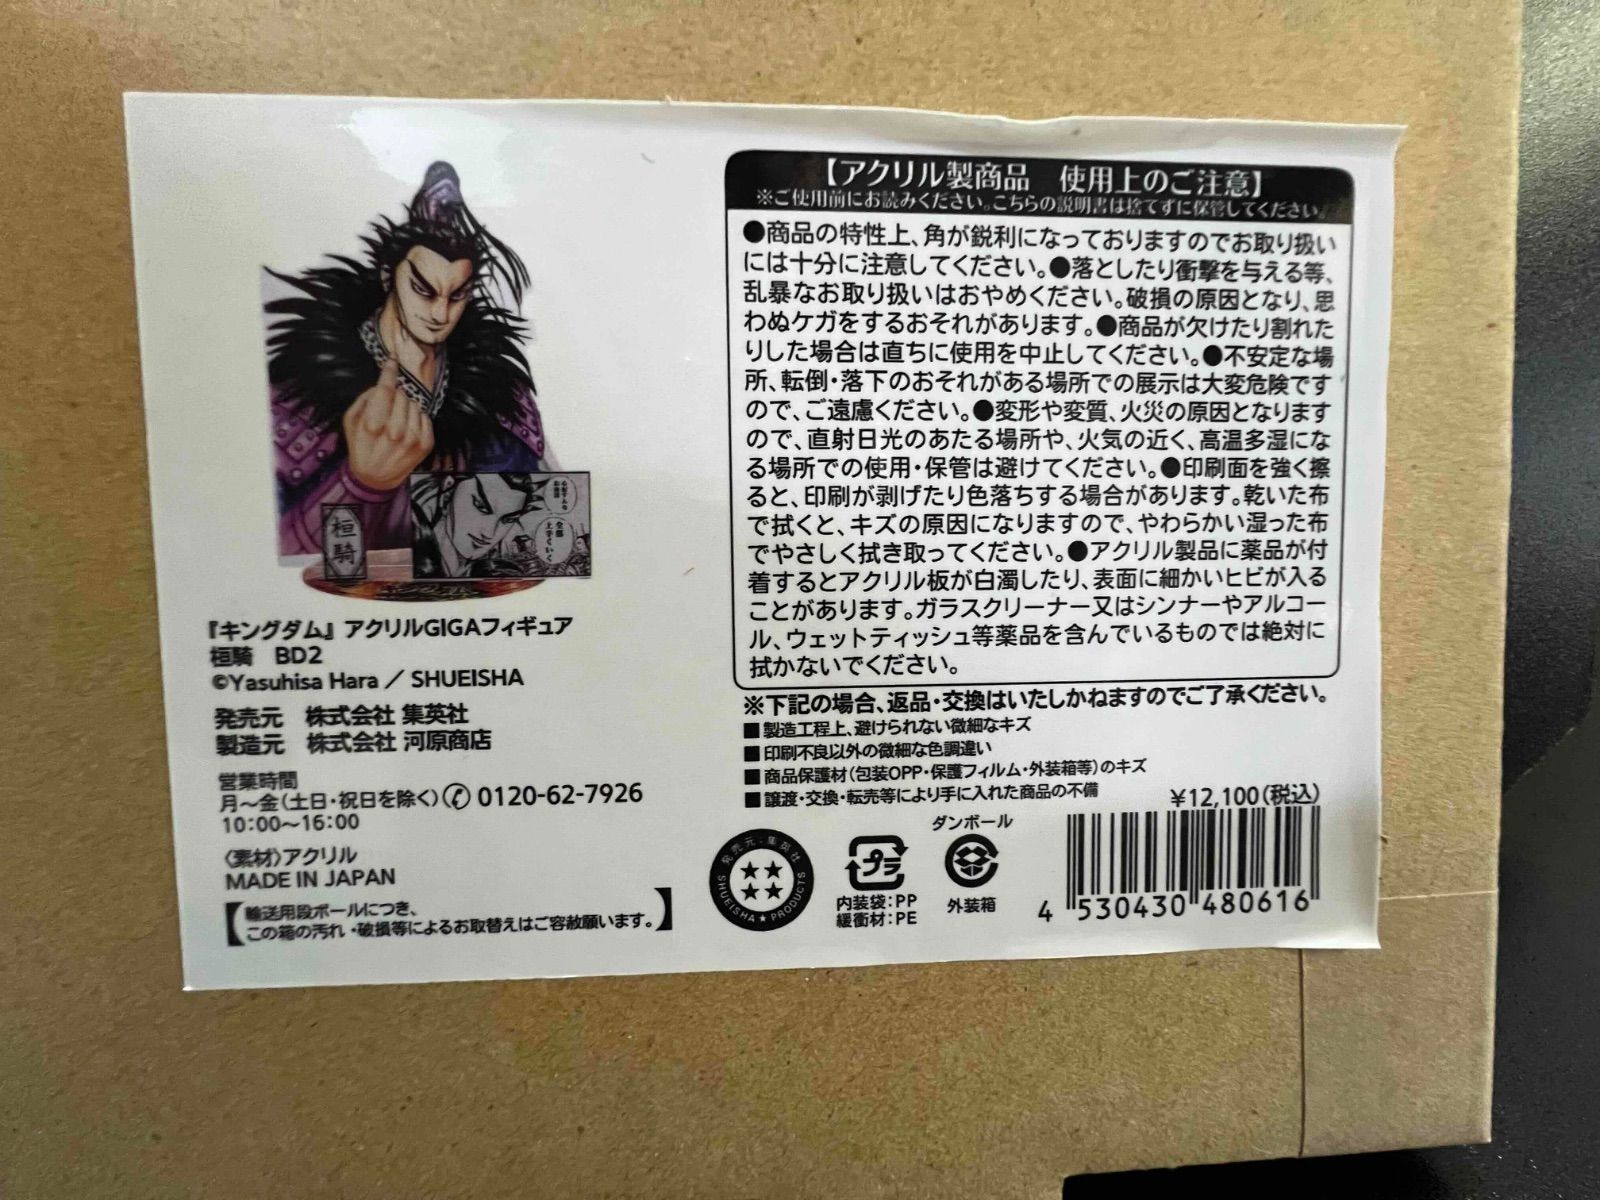 桓騎
心配すんな
お頭は
全部
上手くいく
『キングダム』 アクリルGIGAフィギュア
桓騎 BD2
©Yasuhisa Hara / SHUEISHA
発売元 株式会社 集英社
製造元 株式会社 河原商店
営業時間
月〜金(土日・祝日を除く) 0120-62-7926
10:00〜16:00
〈素材〉アクリル
MADE IN JAPAN
【輸送用段ボールにつき、
この箱の汚れ・破損等によるお取替えはご容赦願います。】
【アクリル製商品 使用上のご注意】
※ご使用前にお読みください。こちらの説明書は捨てずに保管してください。
●商品の特性上、角が鋭利になっておりますのでお取り扱い
には十分に注意してください。●落としたり衝撃を与える等、
乱暴なお取り扱いはおやめください。破損の原因となり、思
わぬケガをするおそれがあります。●商品が欠けたり割れた
りした場合は直ちに使用を中止してください。●不安定な場
所、転倒・落下のおそれがある場所での展示は大変危険です
ので、ご遠慮ください。●変形や変質、火災の原因となります
ので、直射日光のあたる場所や、火気の近く、高温多湿にな
る場所での使用・保管は避けてください。●印刷面を強く擦
ると、印刷が剥げたり色落ちする場合があります。乾いた布
で拭くと、キズの原因になりますので、やわらかい湿った布
でやさしく拭き取ってください。●アクリル製品に薬品が付
着するとアクリル板が白濁したり、表面に細かいヒビが入る
ことがあります。ガラスクリーナー又はシンナーやアルコー
ル、ウェットティッシュ等薬品を含んでいるものでは絶対に
拭かないでください。
※下記の場合、返品・交換はいたしかねますのでご了承ください。
■製造工程上、避けられない微細なキズ
■印刷不良以外の微細な色調違い
■商品保護材(包装OPP・保護フィルム・外装箱等)のキズ
■譲渡・交換・転売等により手に入れた商品の不備
¥12,100(税込)
発売元:集英社
SHUEISHA★PRODUCTS
プラ
内装袋:PP
緩衝材:PE
ダンボール
外装箱
4 530430 480616